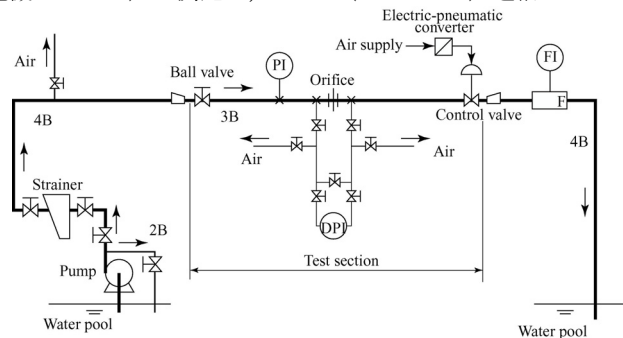 Electric-pneumatic
converter
Air supply
Air
PI
FI
Ball valve
Orifice
4B
3B
Control valve
F
4B
Air
Air
Strainer
2B
DPI
Pump
Test section
Water pool
Water pool